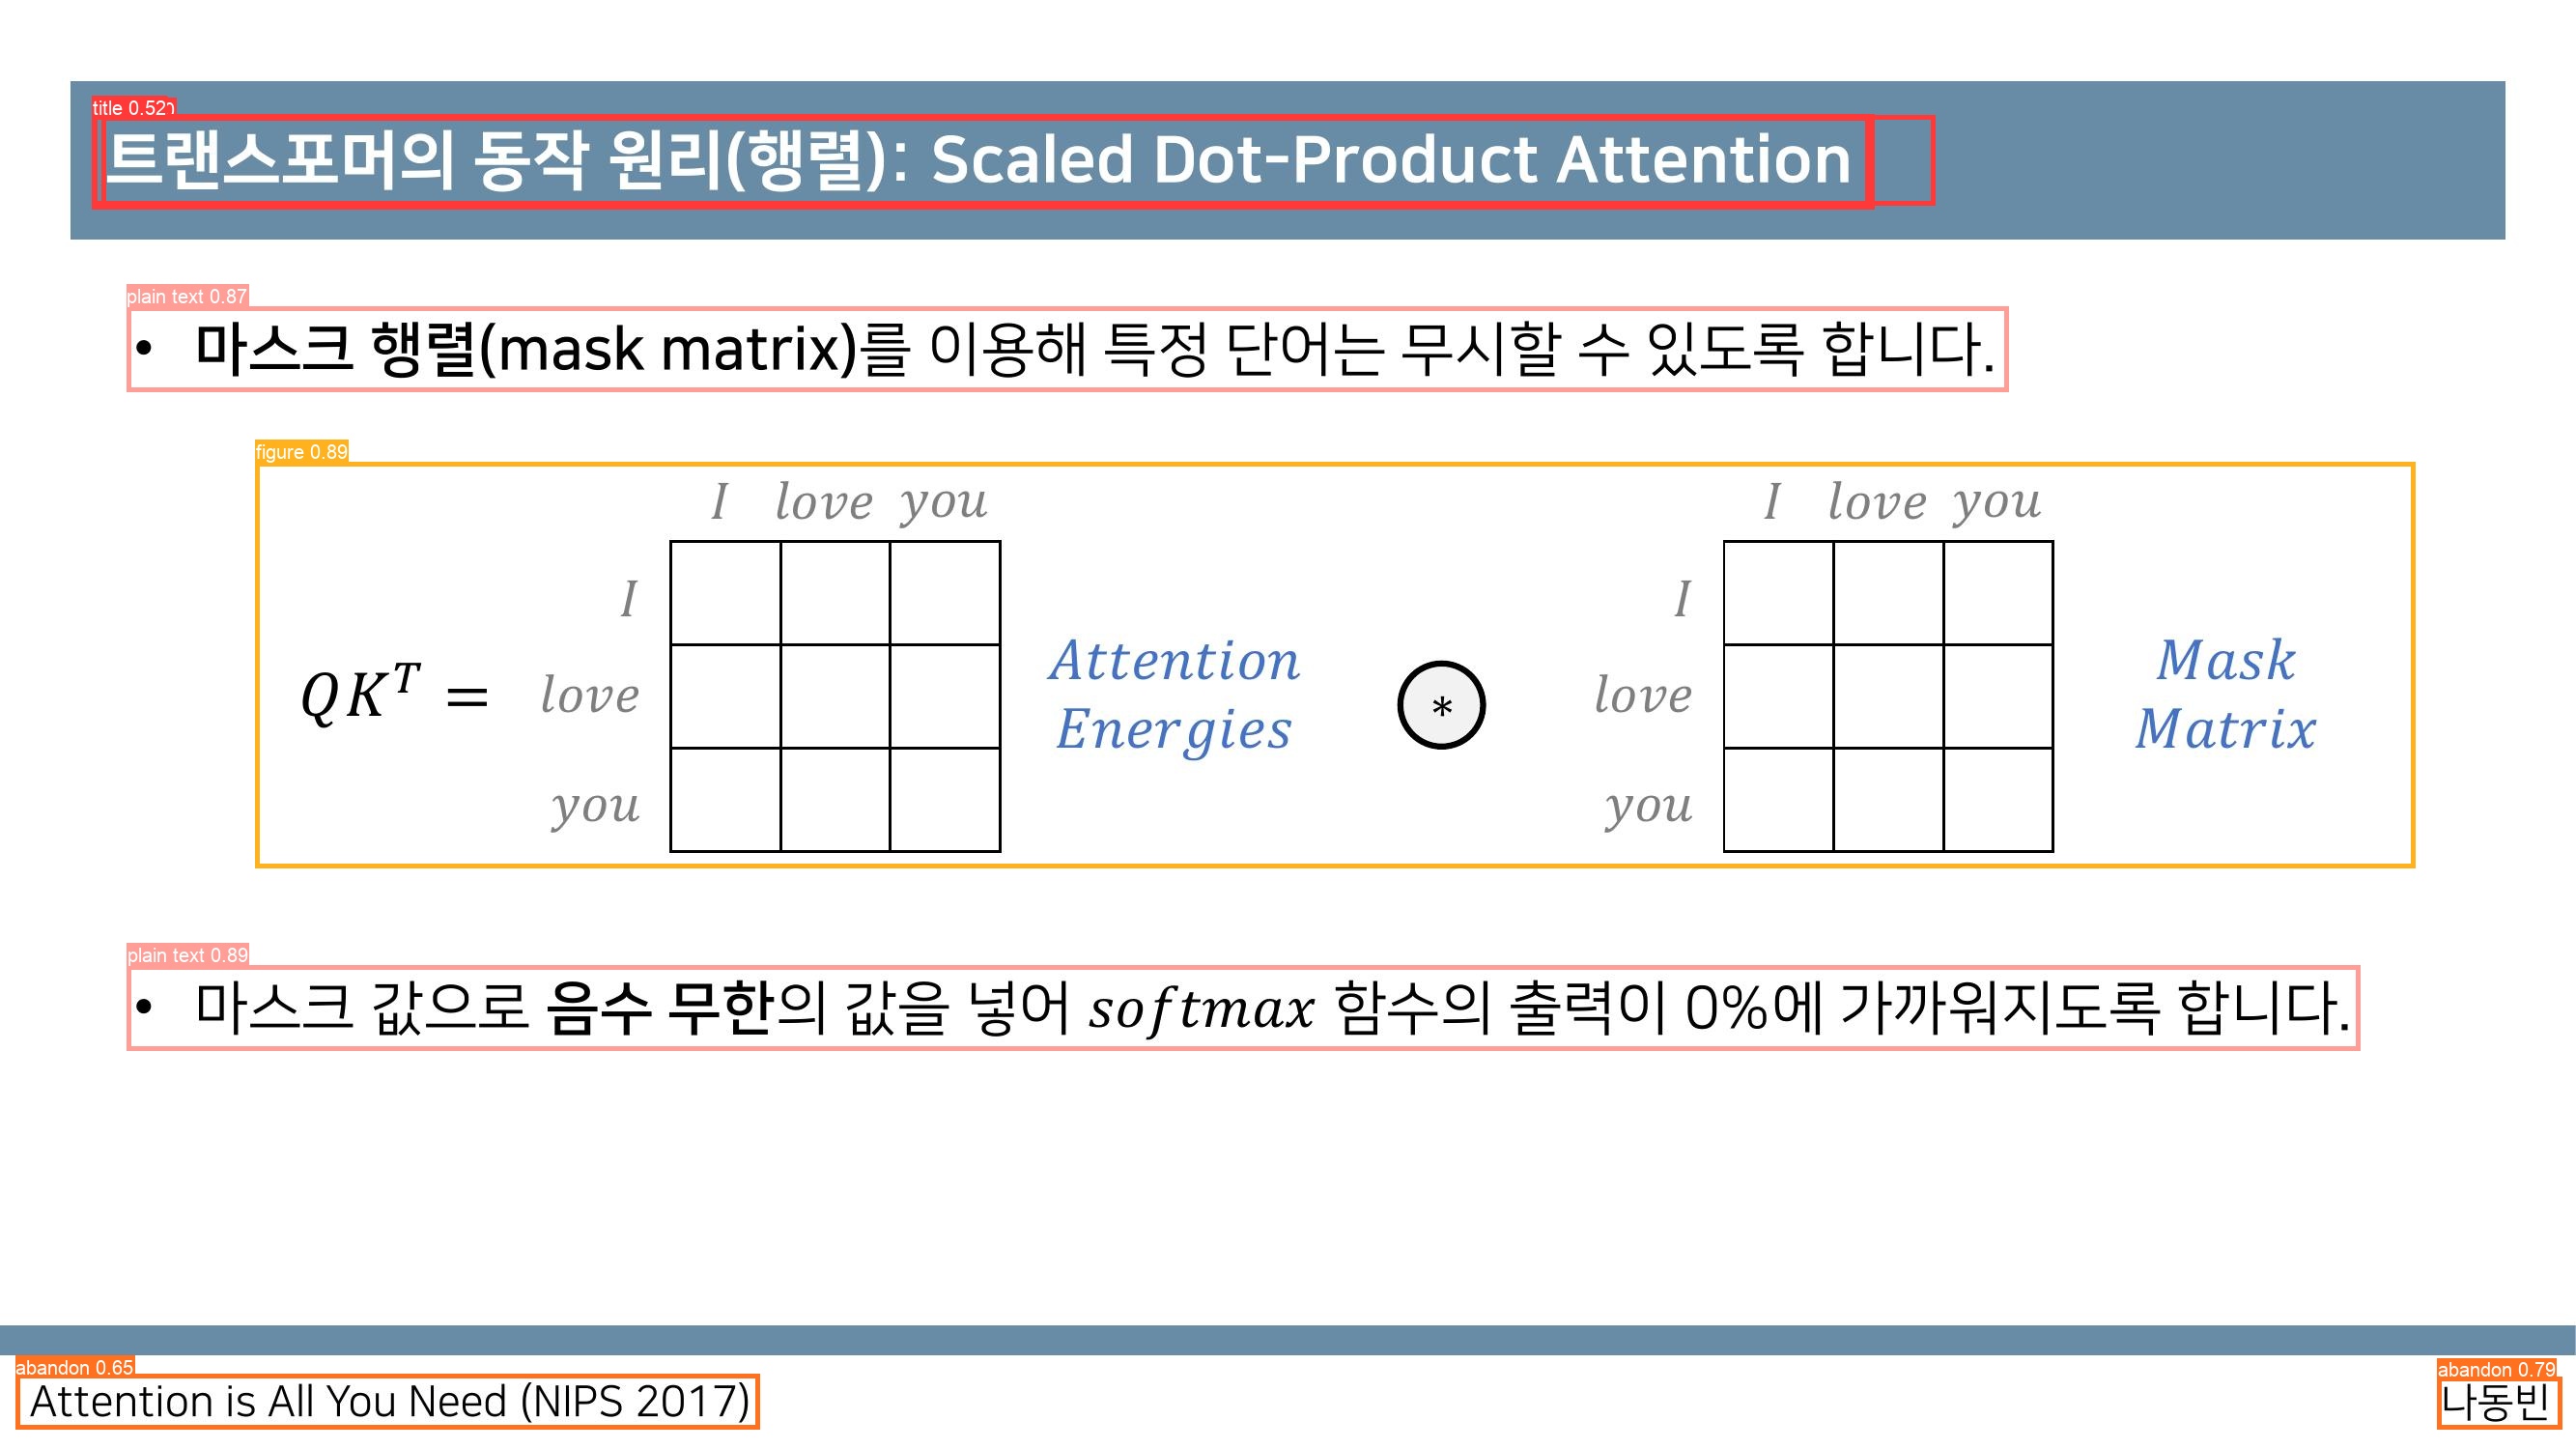 title 0.52
트랜스포머의 동작 원리(행렬): Scaled Dot-Product Attention
plain text 0.87
• 마스크 행렬(mask matrix)를 이용해 특정 단어는 무시할 수 있도록 합니다.
figure 0.89
I love you I love you
I I
QK^T = love Attention Energies * love Mask Matrix
you you
plain text 0.89
• 마스크 값으로 음수 무한의 값을 넣어 softmax 함수의 출력이 0%에 가까워지도록 합니다.
abandon 0.65
Attention is All You Need (NIPS 2017)
abandon 0.79
나동빈